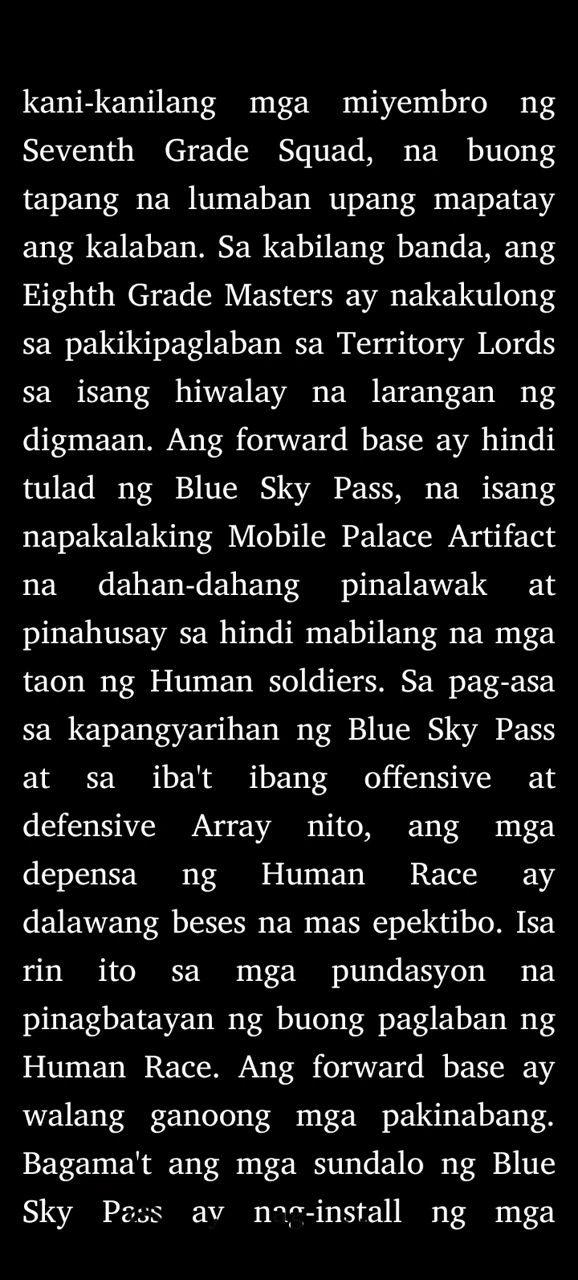 kani-kanilang mga miyembro ng
Seventh Grade Squad, na buong
tapang na lumaban upang mapatay
ang kalaban. Sa kabilang banda, ang
Eighth Grade Masters ay nakakulong
sa pakikipaglaban sa Territory Lords
sa isang hiwalay na larangan ng
digmaan. Ang forward base ay hindi
tulad ng Blue Sky Pass, na isang
napakalaking Mobile Palace Artifact
na dahan-dahang pinalawak at
pinahusay sa hindi mabilang na mga
taon ng Human soldiers. Sa pag-asa
sa kapangyarihan ng Blue Sky Pass
at sa iba't ibang offensive at
defensive Array nito, ang mga
depensa ng Human Race ay
dalawang beses na mas epektibo. Isa
rin ito sa mga pundasyon na
pinagbatayan ng buong paglaban ng
Human Race. Ang forward base ay
walang ganoong mga pakinabang.
Bagama't ang mga sundalo ng Blue
Sky Pass ay nag-install ng mga